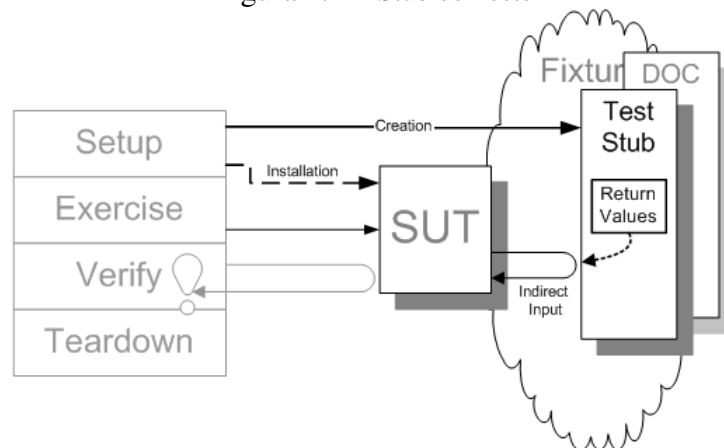 Setup
Exercise
Verify
Teardown
Creation
Installation
SUT
Indirect
Input
Fixtur
DOC
Test
Stub
Return
Values